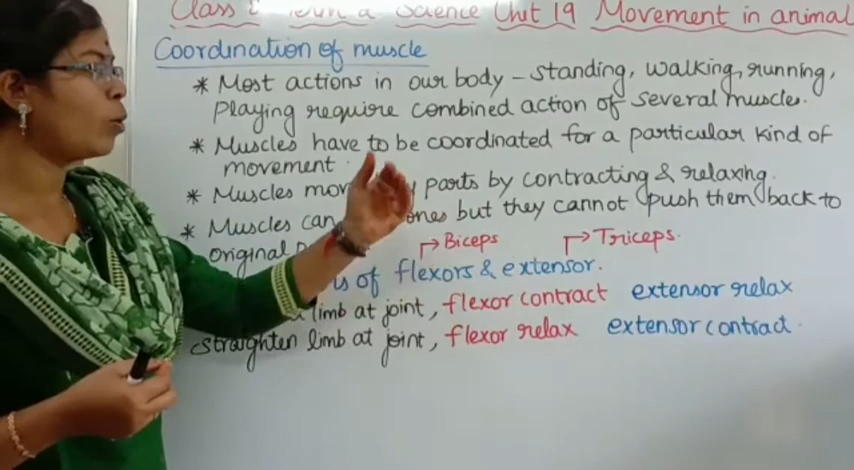 Class Term Science Unit 19 Movement in animal
Coordination of muscle
* Most actions in our body - standing, walking, running,
playing require combined action of several muscles.
* Muscles have to be coordinated for a particular kind of
movement.
* Muscles parts by contracting & relaxing.
* Muscles can but they cannot push them back to
original
→ Biceps → Triceps.
of flexors & extensor.
limb at joint, flexor contract extensor relax
straighten limb at joint, flexor relax extensor contract.